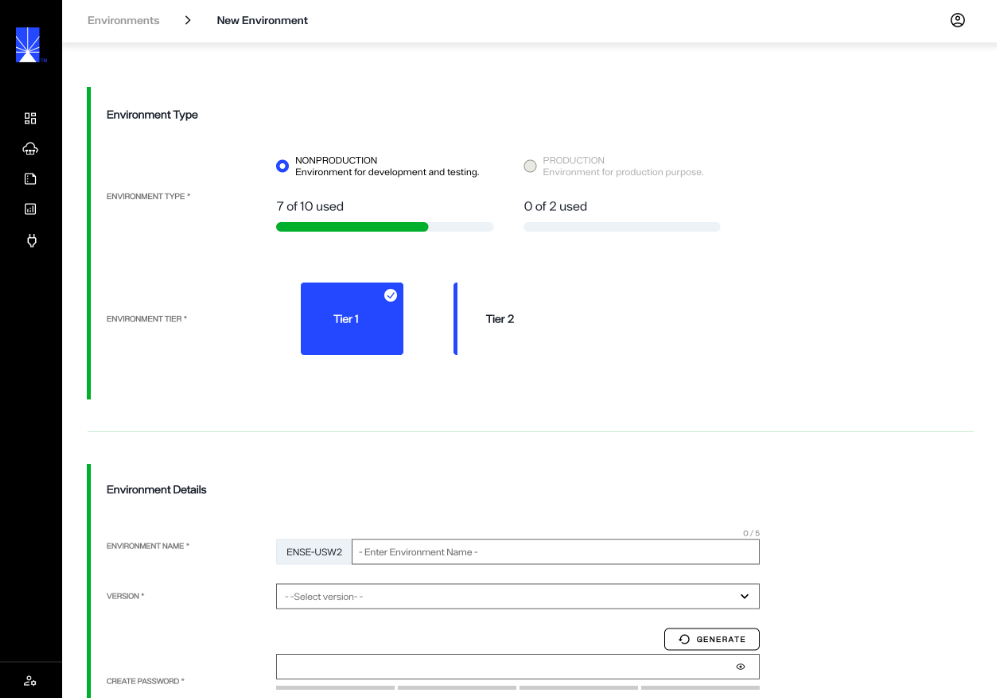 Environments > New Environment
TM
Environment Type
NONPRODUCTION
Environment for development and testing.
PRODUCTION
Environment for production purpose.
ENVIRONMENT TYPE *
7 of 10 used
0 of 2 used
ENVIRONMENT TIER *
Tier 1
Tier 2
Environment Details
0 / 5
ENVIRONMENT NAME *
ENSE-USW2
- Enter Environment Name -
VERSION *
- -Select version- -
GENERATE
CREATE PASSWORD *